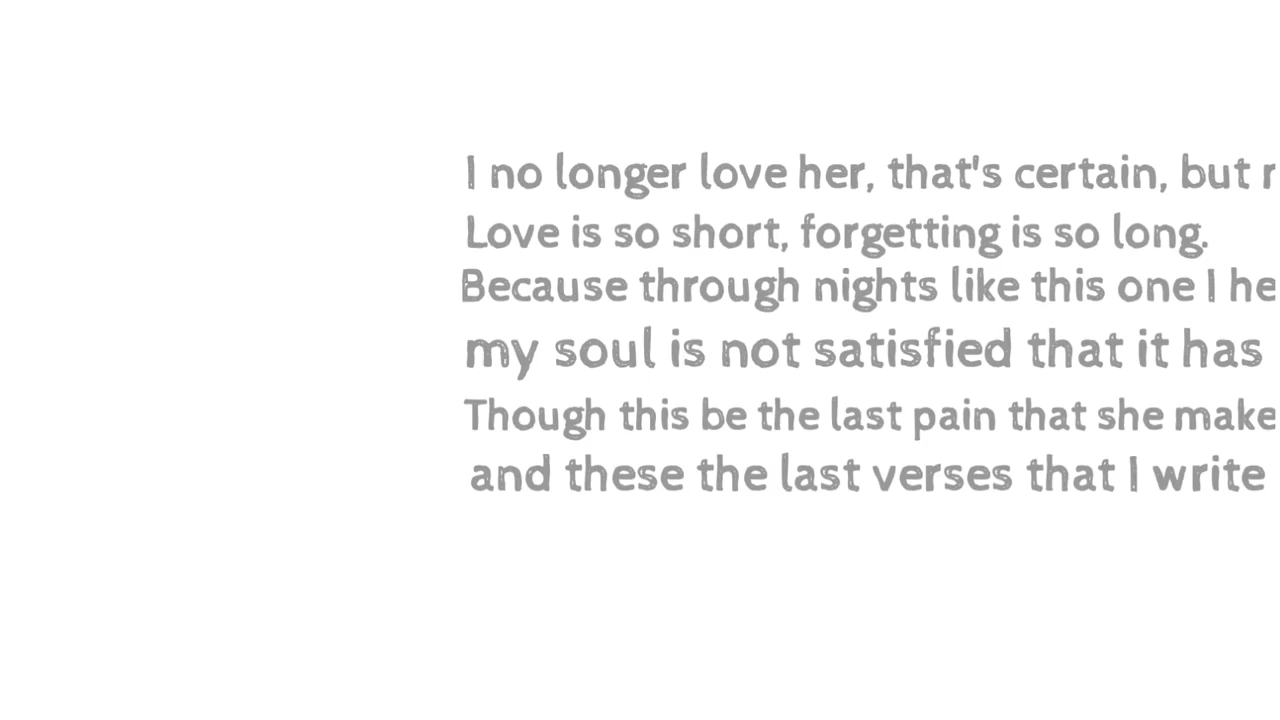 I no longer love her, that's certain, but
Love is so short, forgetting is so long.
Because through nights like this one I
my soul is not satisfied that it has
Though this be the last pain that she
and these the last verses that I write